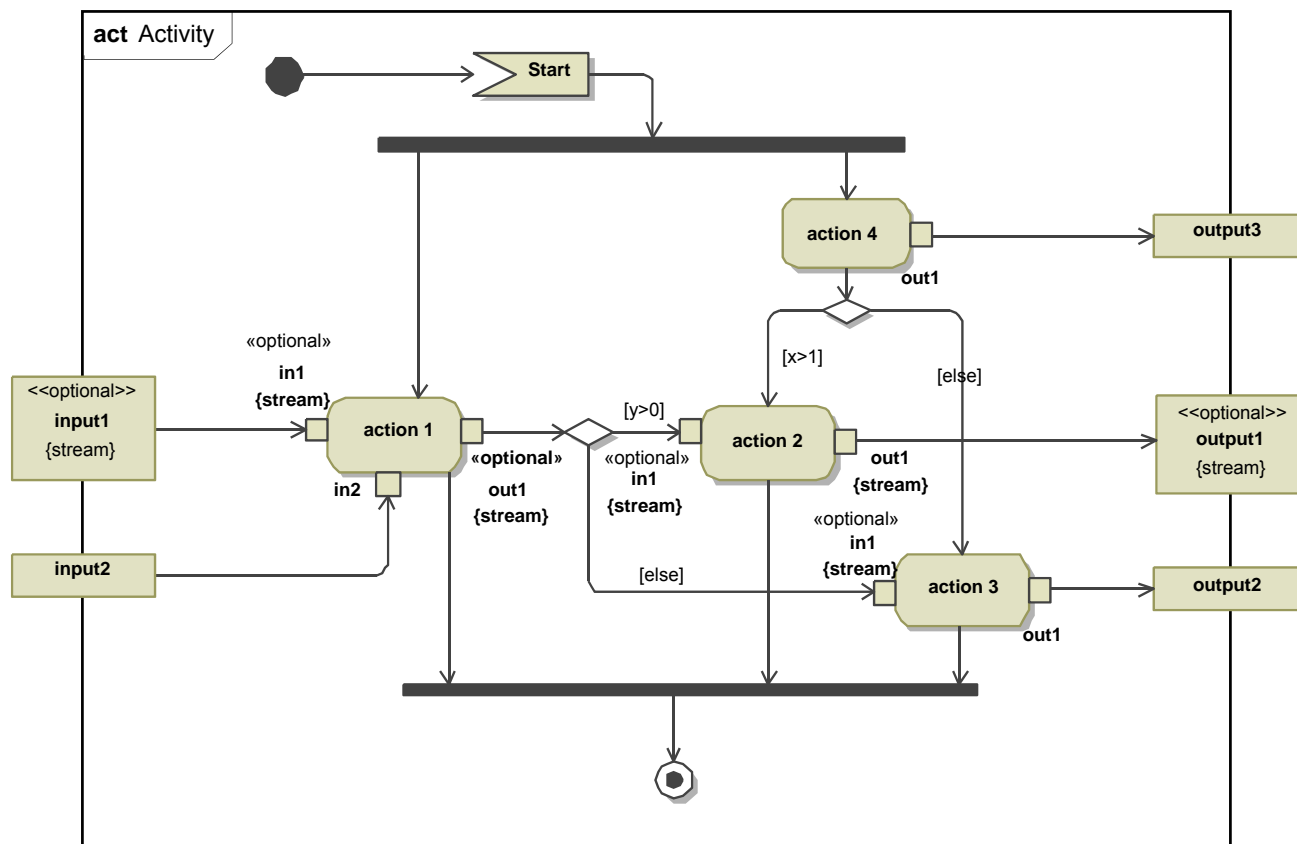 act Activity
Start
action 4
output3
out1
«optional»
in1
{stream}
[x>1]
[else]
<<optional>>
input1
{stream}
action 1
[y>0]
action 2
<<optional>>
output1
{stream}
in2
«optional»
out1
{stream}
«optional»
in1
{stream}
out1
{stream}
«optional»
in1
{stream}
input2
[else]
action 3
output2
out1